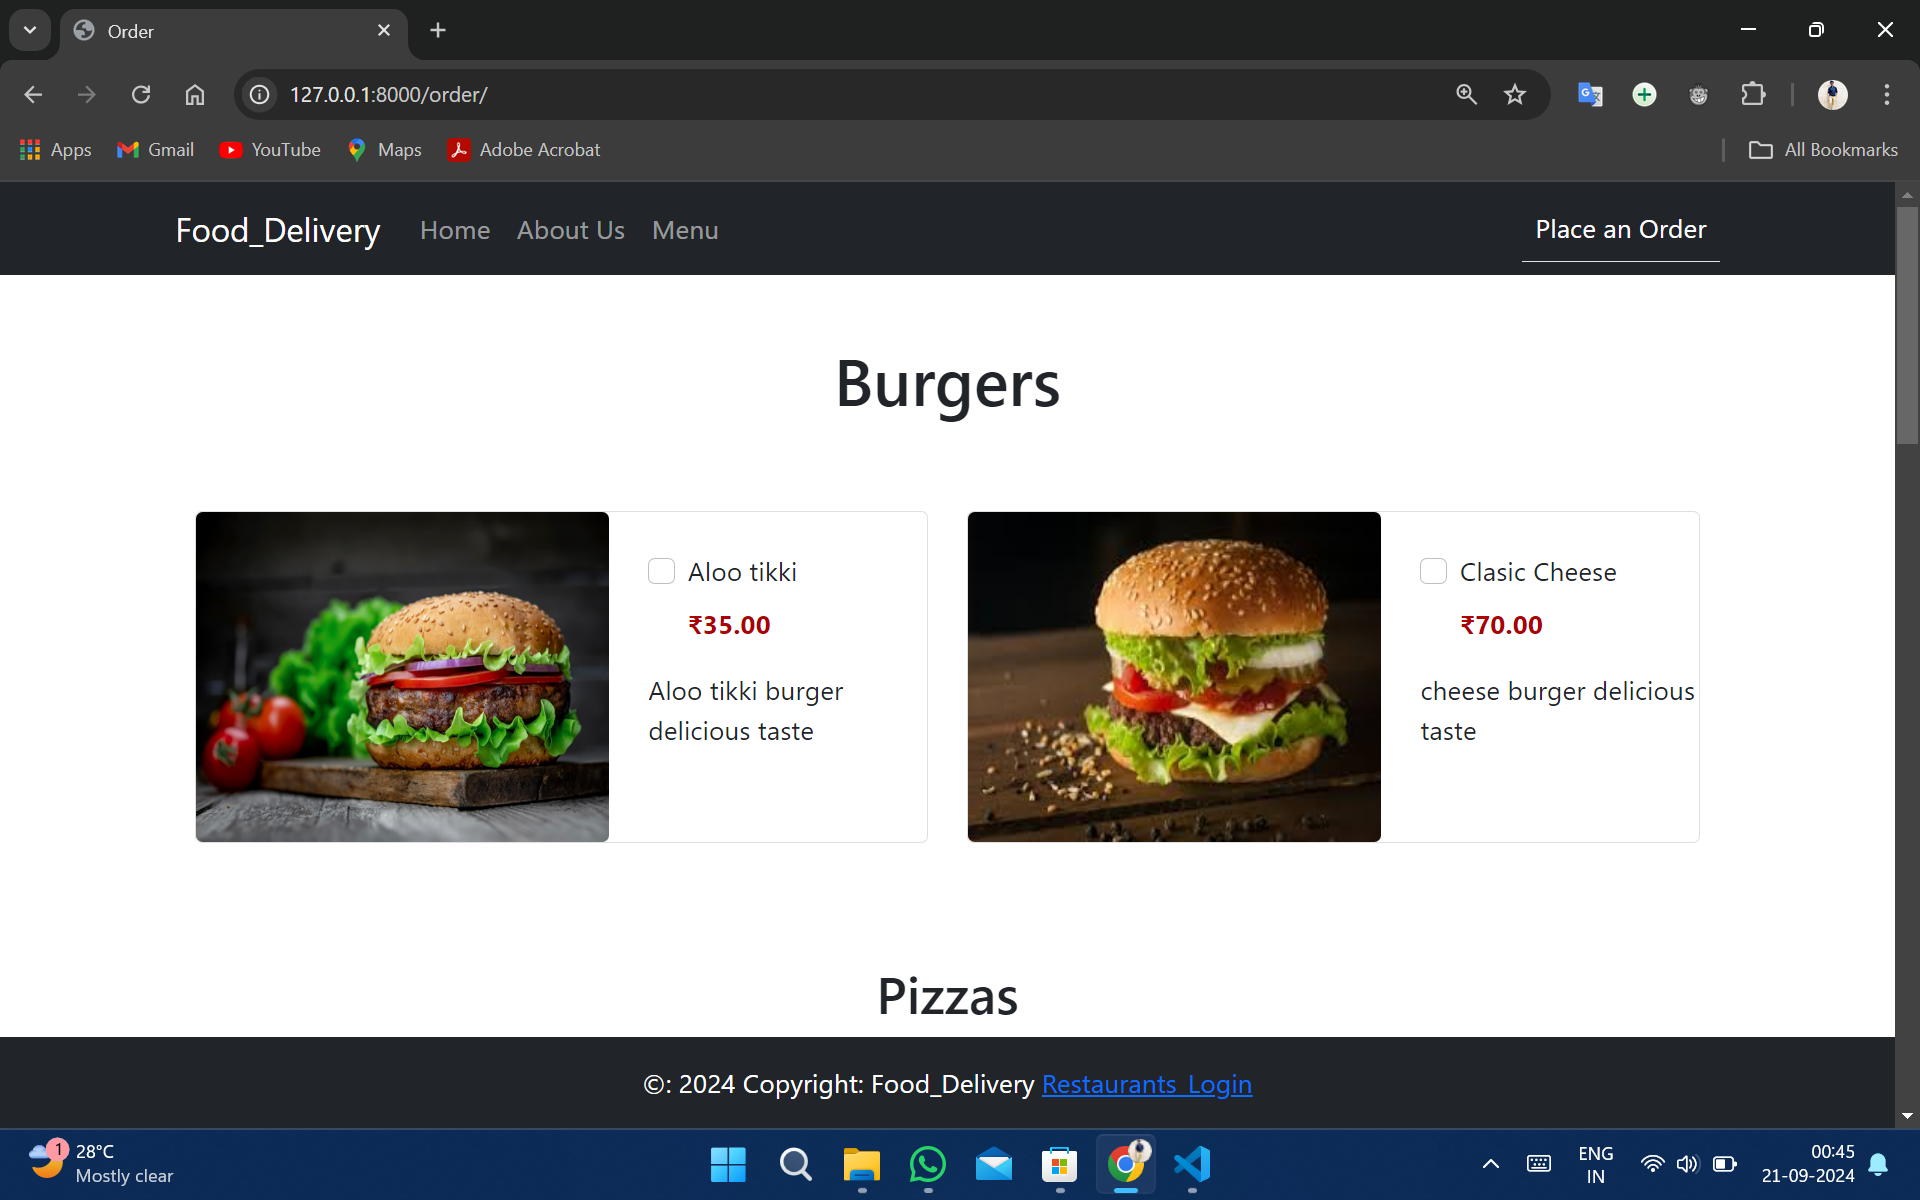 Order
127.0.0.1:8000/order/
Apps Gmail YouTube Maps Adobe Acrobat All Bookmarks
Food_Delivery Home About Us Menu Place an Order
Burgers
Aloo tikki
₹35.00
Aloo tikki burger
delicious taste
Clasic Cheese
₹70.00
cheese burger delicious
taste
Pizzas
©: 2024 Copyright: Food_Delivery Restaurants_Login
1
28°C
Mostly clear
ENG
IN
00:45
21-09-2024